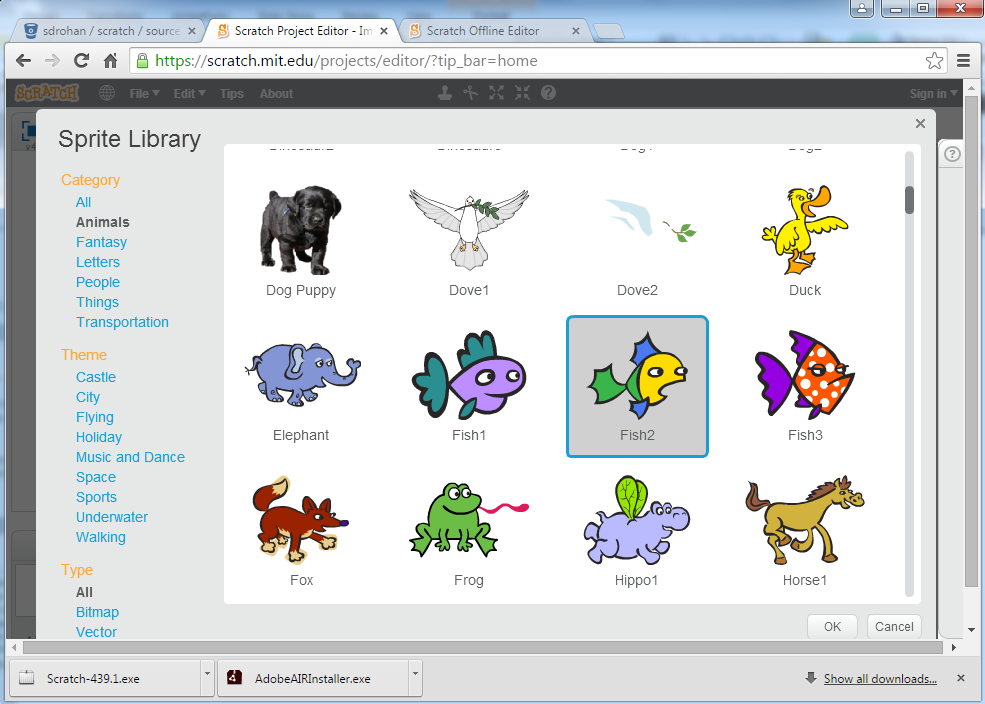 sdrohan / scratch / source
Scratch Project Editor - Im
Scratch Offline Editor
https://scratch.mit.edu/projects/editor/?tip_bar=home
SCRATCH File Edit Tips About Sign in
Sprite Library
Category
All
Animals
Fantasy
Letters
People
Things
Transportation
Theme
Castle
City
Flying
Holiday
Music and Dance
Space
Sports
Underwater
Walking
Type
All
Bitmap
Vector
Dog Puppy Dove1 Dove2 Duck
Elephant Fish1 Fish2 Fish3
Fox Frog Hippo1 Horse1
OK Cancel
Scratch-439.1.exe AdobeAIRInstaller.exe Show all downloads...